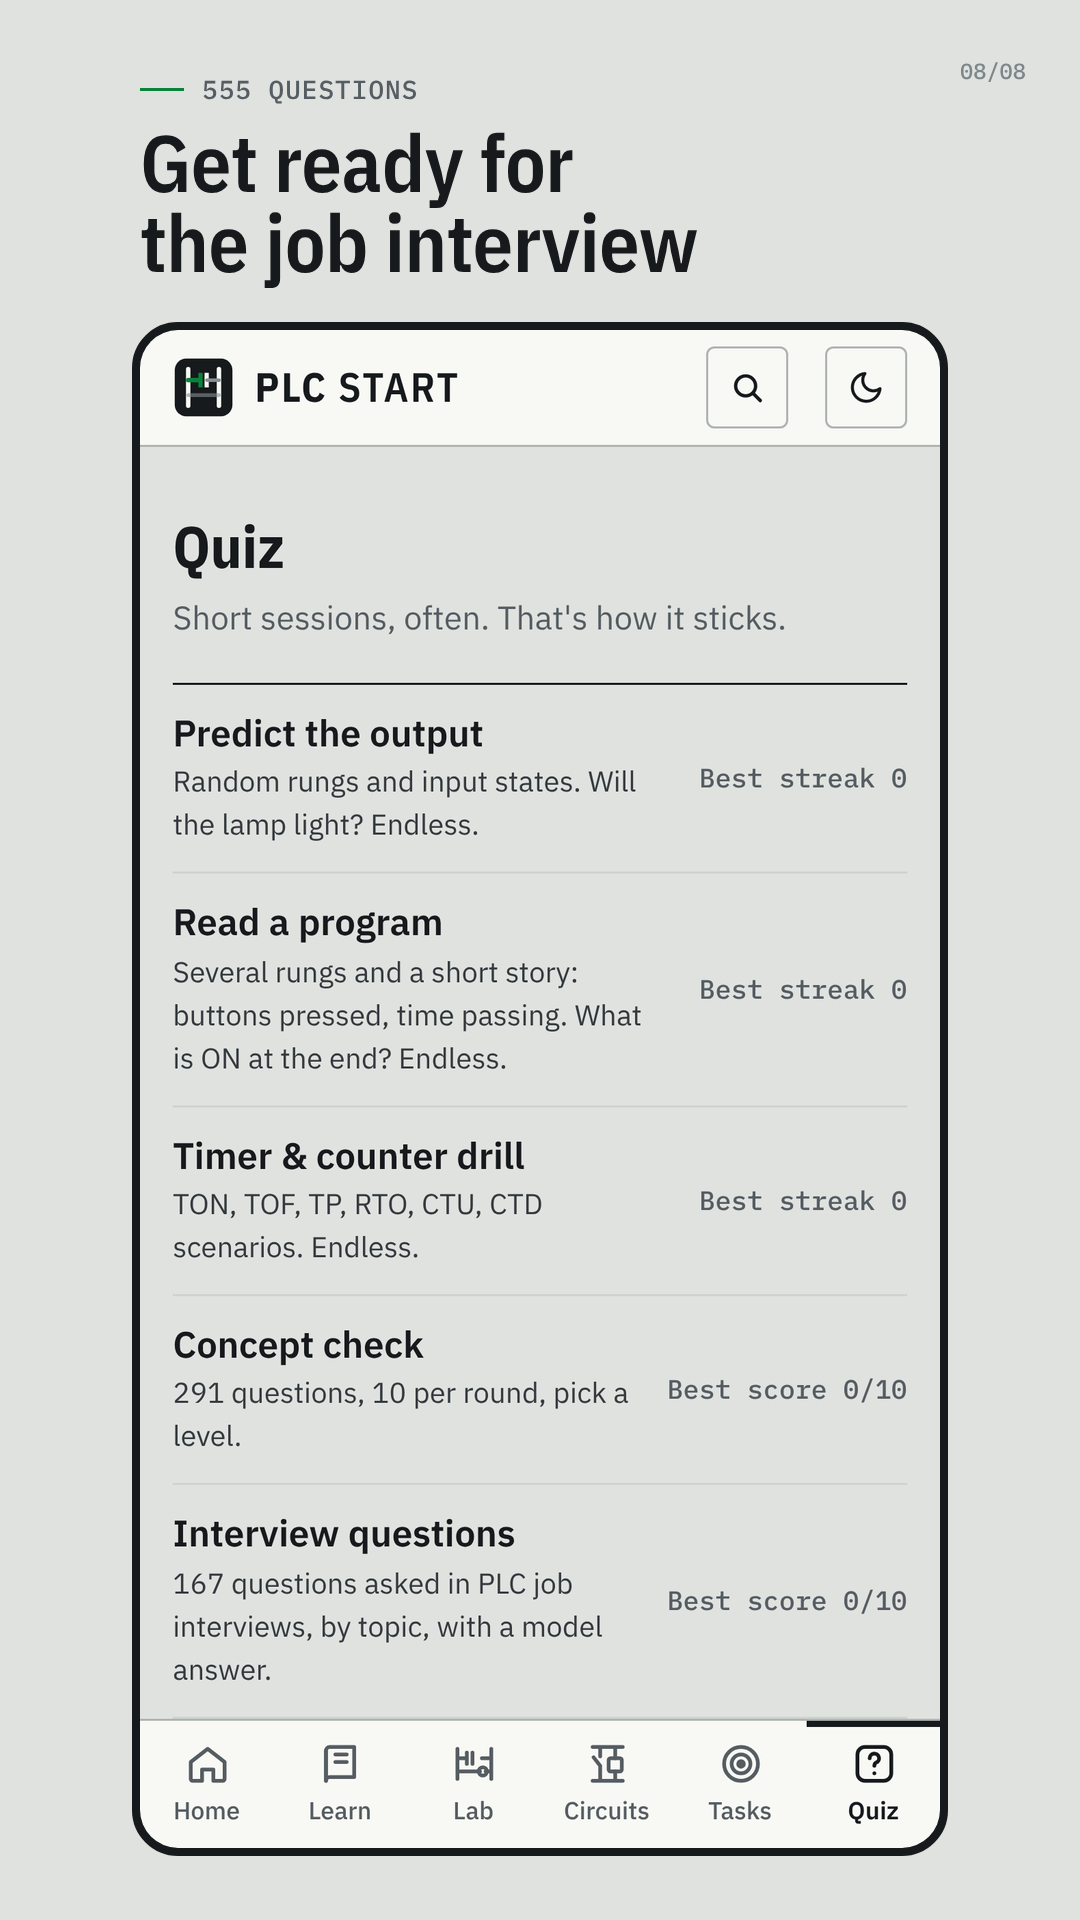 08/08
555 QUESTIONS
Get ready for
the job interview
PLC START
Quiz
Short sessions, often. That's how it sticks.
Predict the output
Random rungs and input states. Will
the lamp light? Endless.
Best streak 0
Read a program
Several rungs and a short story:
buttons pressed, time passing. What
is ON at the end? Endless.
Best streak 0
Timer & counter drill
TON, TOF, TP, RTO, CTU, CTD
scenarios. Endless.
Best streak 0
Concept check
291 questions, 10 per round, pick a
level.
Best score 0/10
Interview questions
167 questions asked in PLC job
interviews, by topic, with a model
answer.
Best score 0/10
Home
Learn
Lab
Circuits
Tasks
Quiz